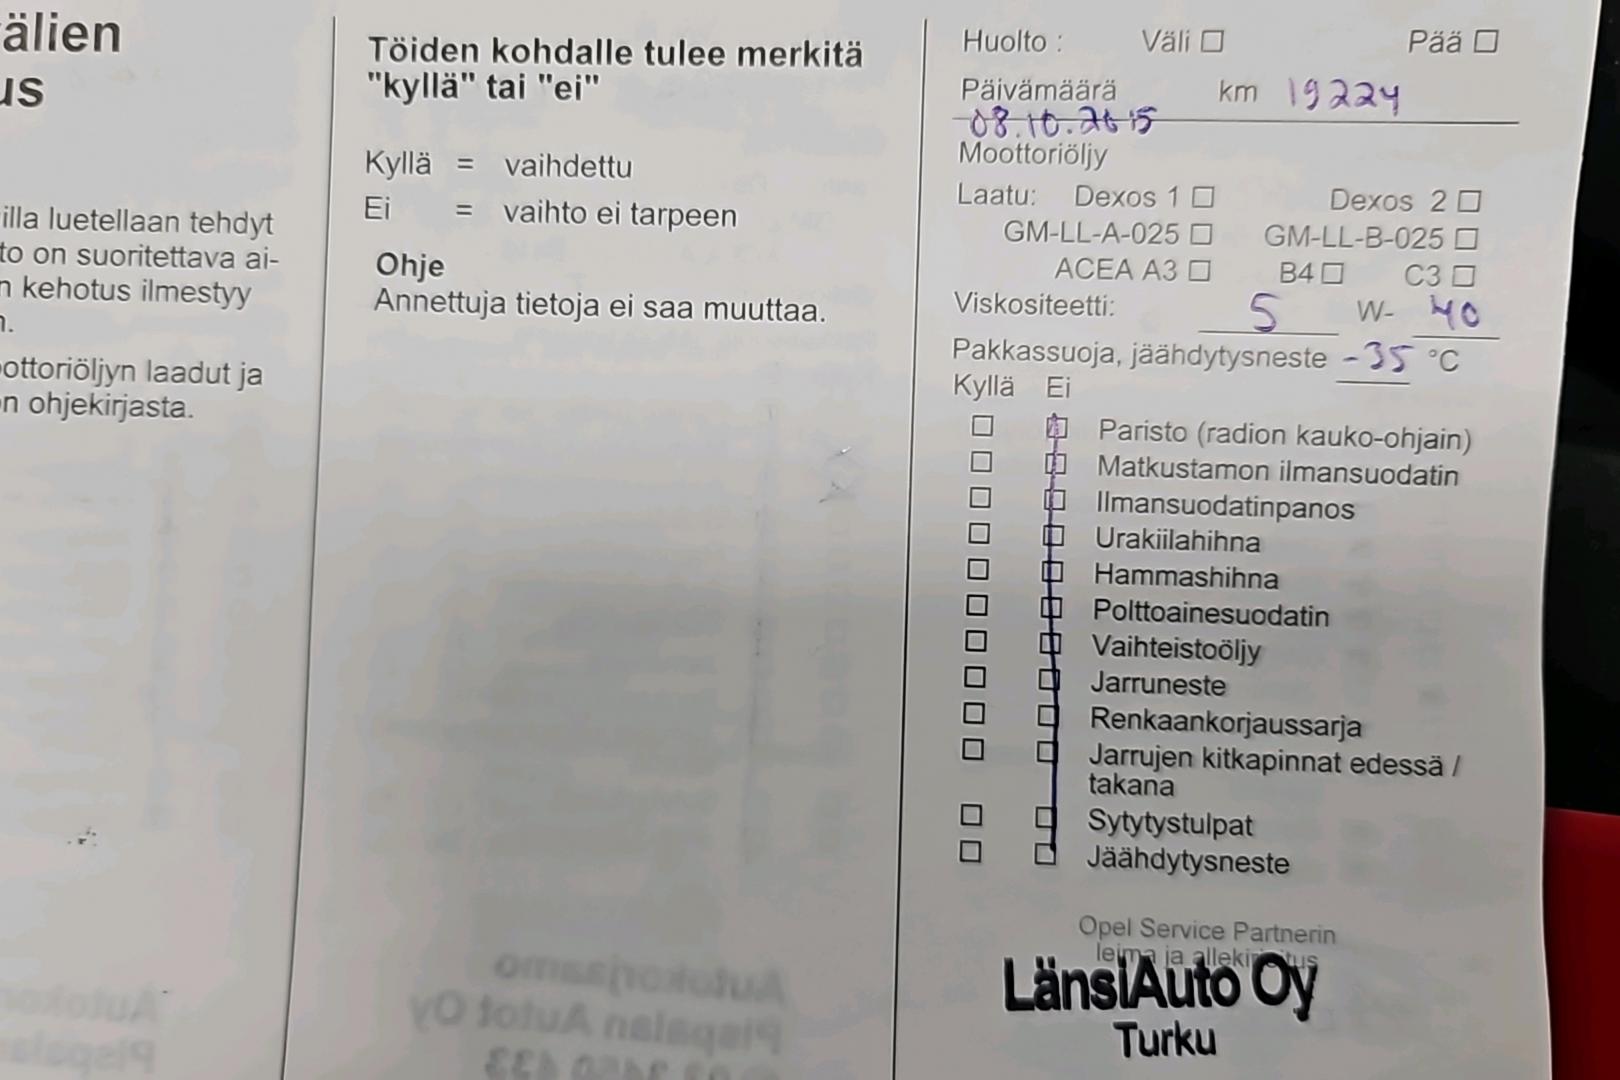 älien
us
illa luetellaan tehdyt
to on suoritettava ai-
n kehotus ilmestyy
n.
ottoriöljyn laadut ja
n ohjekirjasta.
Töiden kohdalle tulee merkitä
"kyllä" tai "ei"
Kyllä = vaihdettu
Ei = vaihto ei tarpeen
Ohje
Annettuja tietoja ei saa muuttaa.
Huolto : Väli ☐ Pää ☐
Päivämäärä km 19224
08.10.2015
Moottoriöljy
Laatu: Dexos 1 ☐ Dexos 2 ☐
GM-LL-A-025 ☐ GM-LL-B-025 ☐
ACEA A3 ☐ B4 ☐ C3 ☐
Viskositeetti: 5 W- 40
Pakkassuoja, jäähdytysneste -35 °C
Kyllä Ei
☐ ☐ Paristo (radion kauko-ohjain)
☐ ☐ Matkustamon ilmansuodatin
☐ ☐ Ilmansuodatinpanos
☐ ☐ Urakiilahihna
☐ ☐ Hammashihna
☐ ☐ Polttoainesuodatin
☐ ☐ Vaihteistoöljy
☐ ☐ Jarruneste
☐ ☐ Renkaankorjaussarja
☐ ☐ Jarrujen kitkapinnat edessä /
takana
☐ ☐ Sytytystulpat
☐ ☐ Jäähdytysneste
Opel Service Partnerin
leima ja allekirjoitus
LänsiAuto Oy
Turku